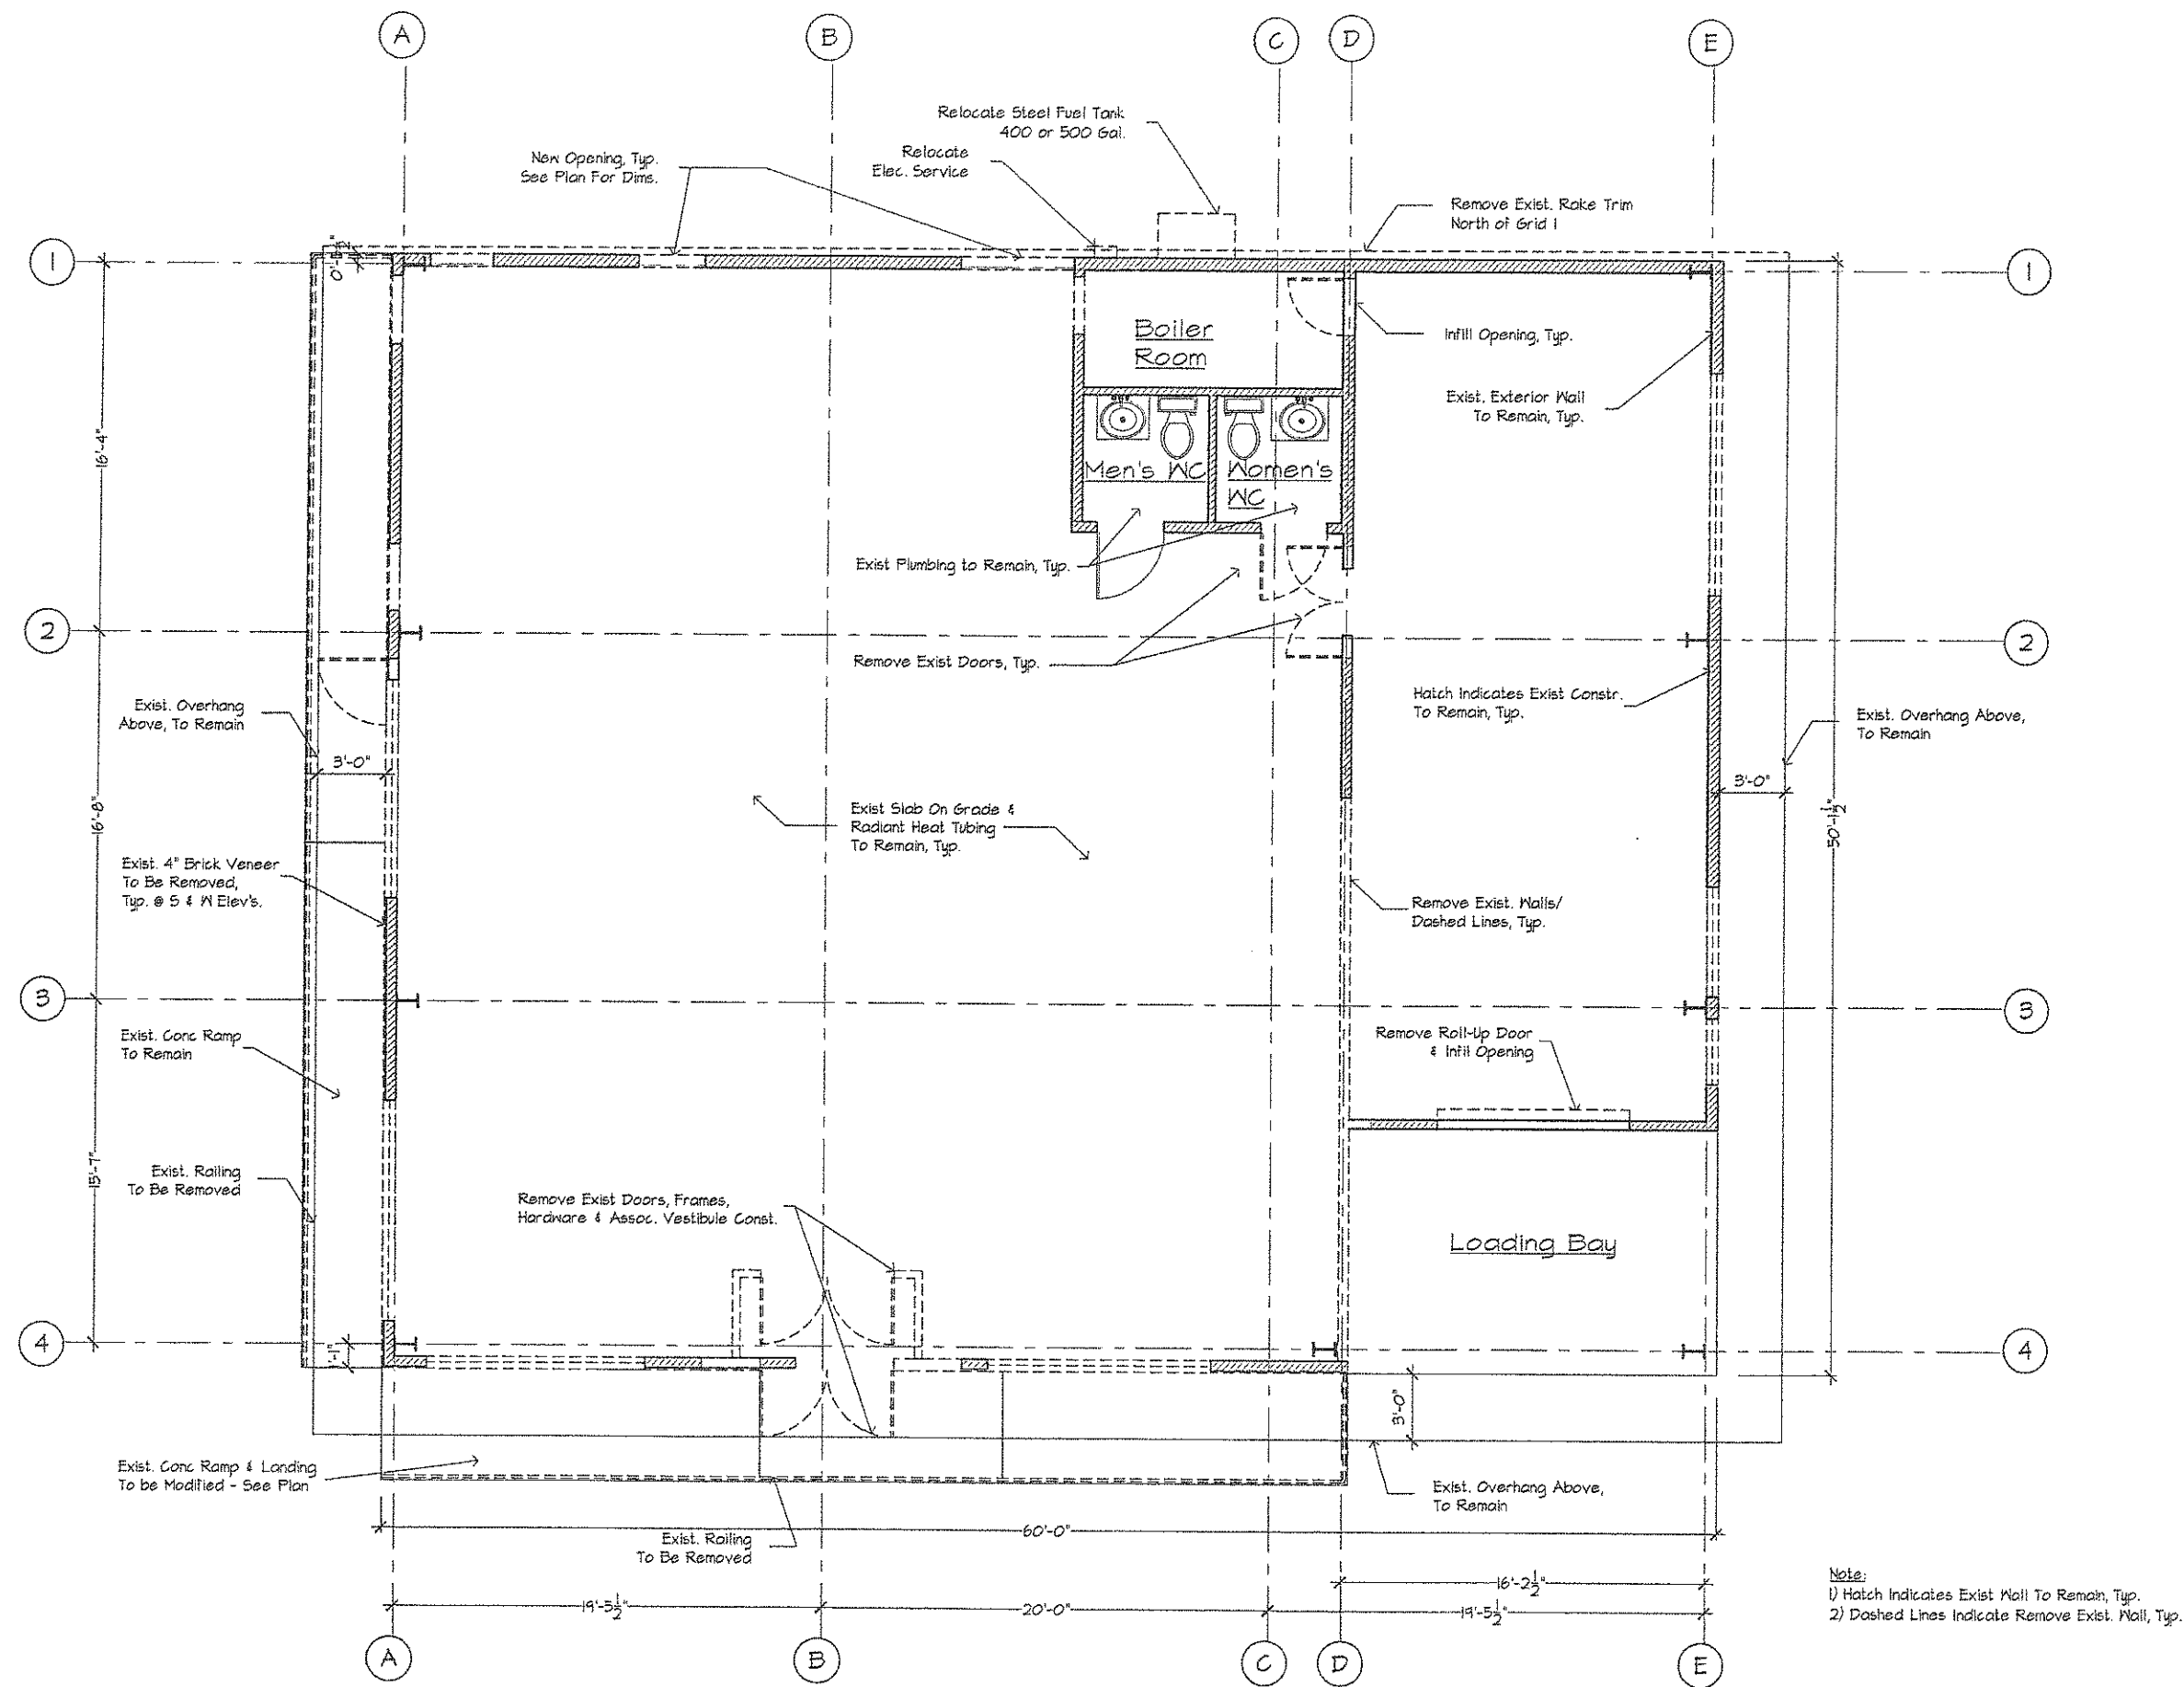 A
B
C
D
E
Relocate Steel Fuel Tank
400 or 500 Gal.
Relocate
Elec. Service
New Opening, Typ.
See Plan For Dims.
Remove Exist. Rake Trim
North of Grid 1
1
1
Boiler
Room
Infill Opening, Typ.
Exist. Exterior Wall
To Remain, Typ.
16'-4"
Men's WC
Women's
WC
Exist Plumbing to Remain, Typ.
2
2
Remove Exist Doors, Typ.
Hatch Indicates Exist Constr.
To Remain, Typ.
Exist. Overhang
Above, To Remain
Exist. Overhang Above,
To Remain
3'-0"
3'-0"
16'-8"
50'-1½"
Exist Slab On Grade &
Radiant Heat Tubing
To Remain, Typ.
Exist. 4" Brick Veneer
To Be Removed,
Typ. @ S & W Elev's.
Remove Exist. Walls/
Dashed Lines, Typ.
3
3
Exist. Conc Ramp
To Remain
Remove Roll-Up Door
& Infil Opening
15'-7"
Exist. Railing
To Be Removed
Remove Exist Doors, Frames,
Hardware & Assoc. Vestibule Const.
Loading Bay
4
4
1'-1"
3'-0"
Exist. Conc Ramp & Landing
To be Modified - See Plan
Exist. Overhang Above,
To Remain
60'-0"
Exist. Railing
To Be Removed
16'-2½"
19'-5½"
20'-0"
19'-5½"
Note:
1) Hatch Indicates Exist Wall To Remain, Typ.
2) Dashed Lines Indicate Remove Exist. Wall, Typ.
A
B
C
D
E